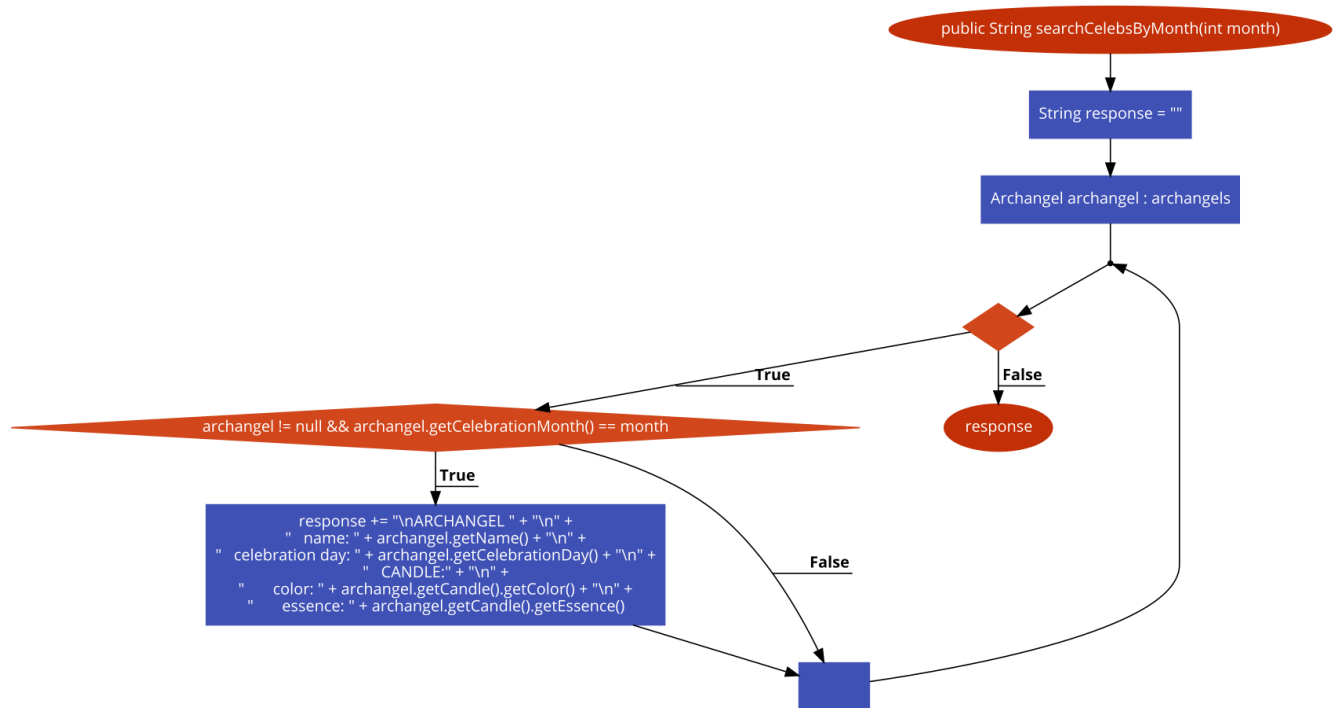 public String searchCelebsByMonth(int month)
String response = ""
Archangel archangel : archangels
True
False
archangel != null && archangel.getCelebrationMonth() == month
response
True
response += "\nARCHANGEL " + "\n" +
"   name: " + archangel.getName() + "\n" +
"   celebration day: " + archangel.getCelebrationDay() + "\n" +
"   CANDLE:" + "\n" +
"       color: " + archangel.getCandle().getColor() + "\n" +
"       essence: " + archangel.getCandle().getEssence()
False